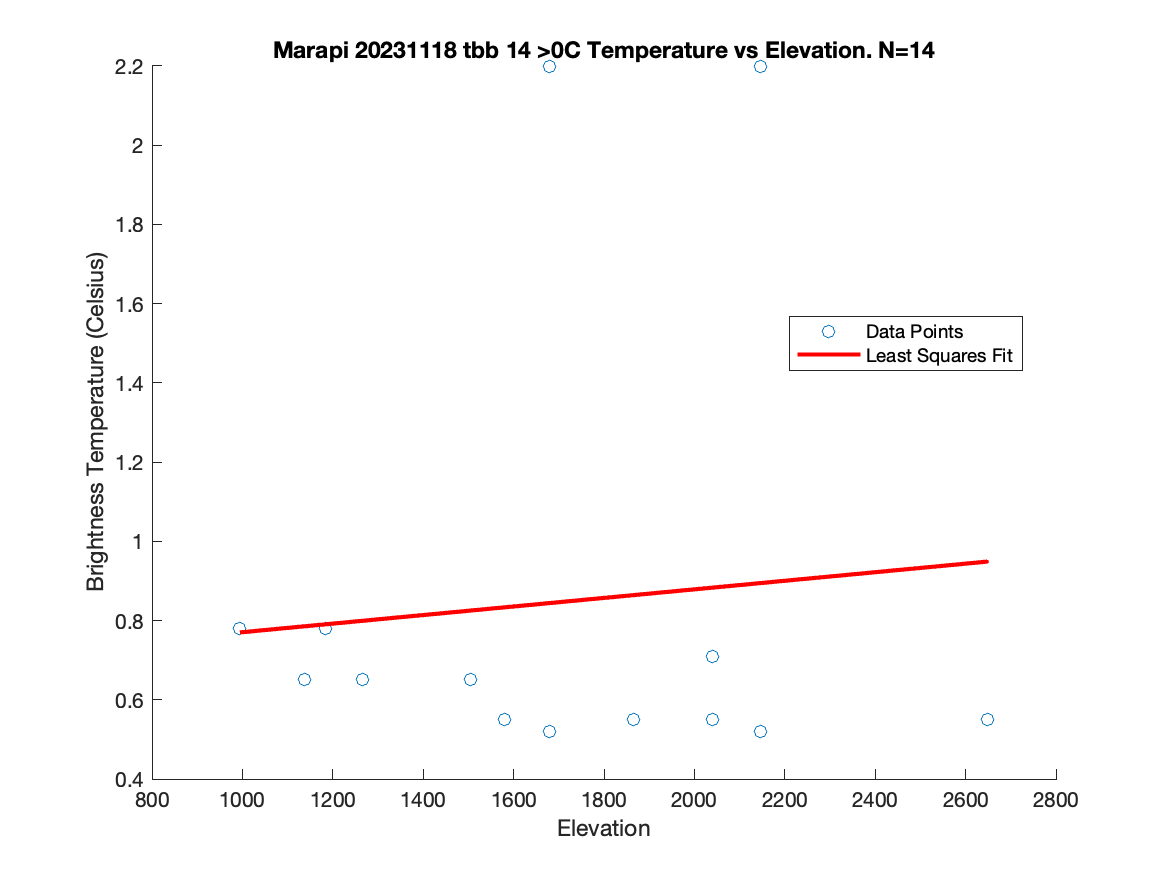 Marapi 20231118 tbb 14 >0C Temperature vs Elevation. N=14
2.2
2
1.8
1.6
1.4
1.2
1
0.8
0.6
0.4
Brightness Temperature (Celsius)
Data Points
Least Squares Fit
800 1000 1200 1400 1600 1800 2000 2200 2400 2600 2800
Elevation